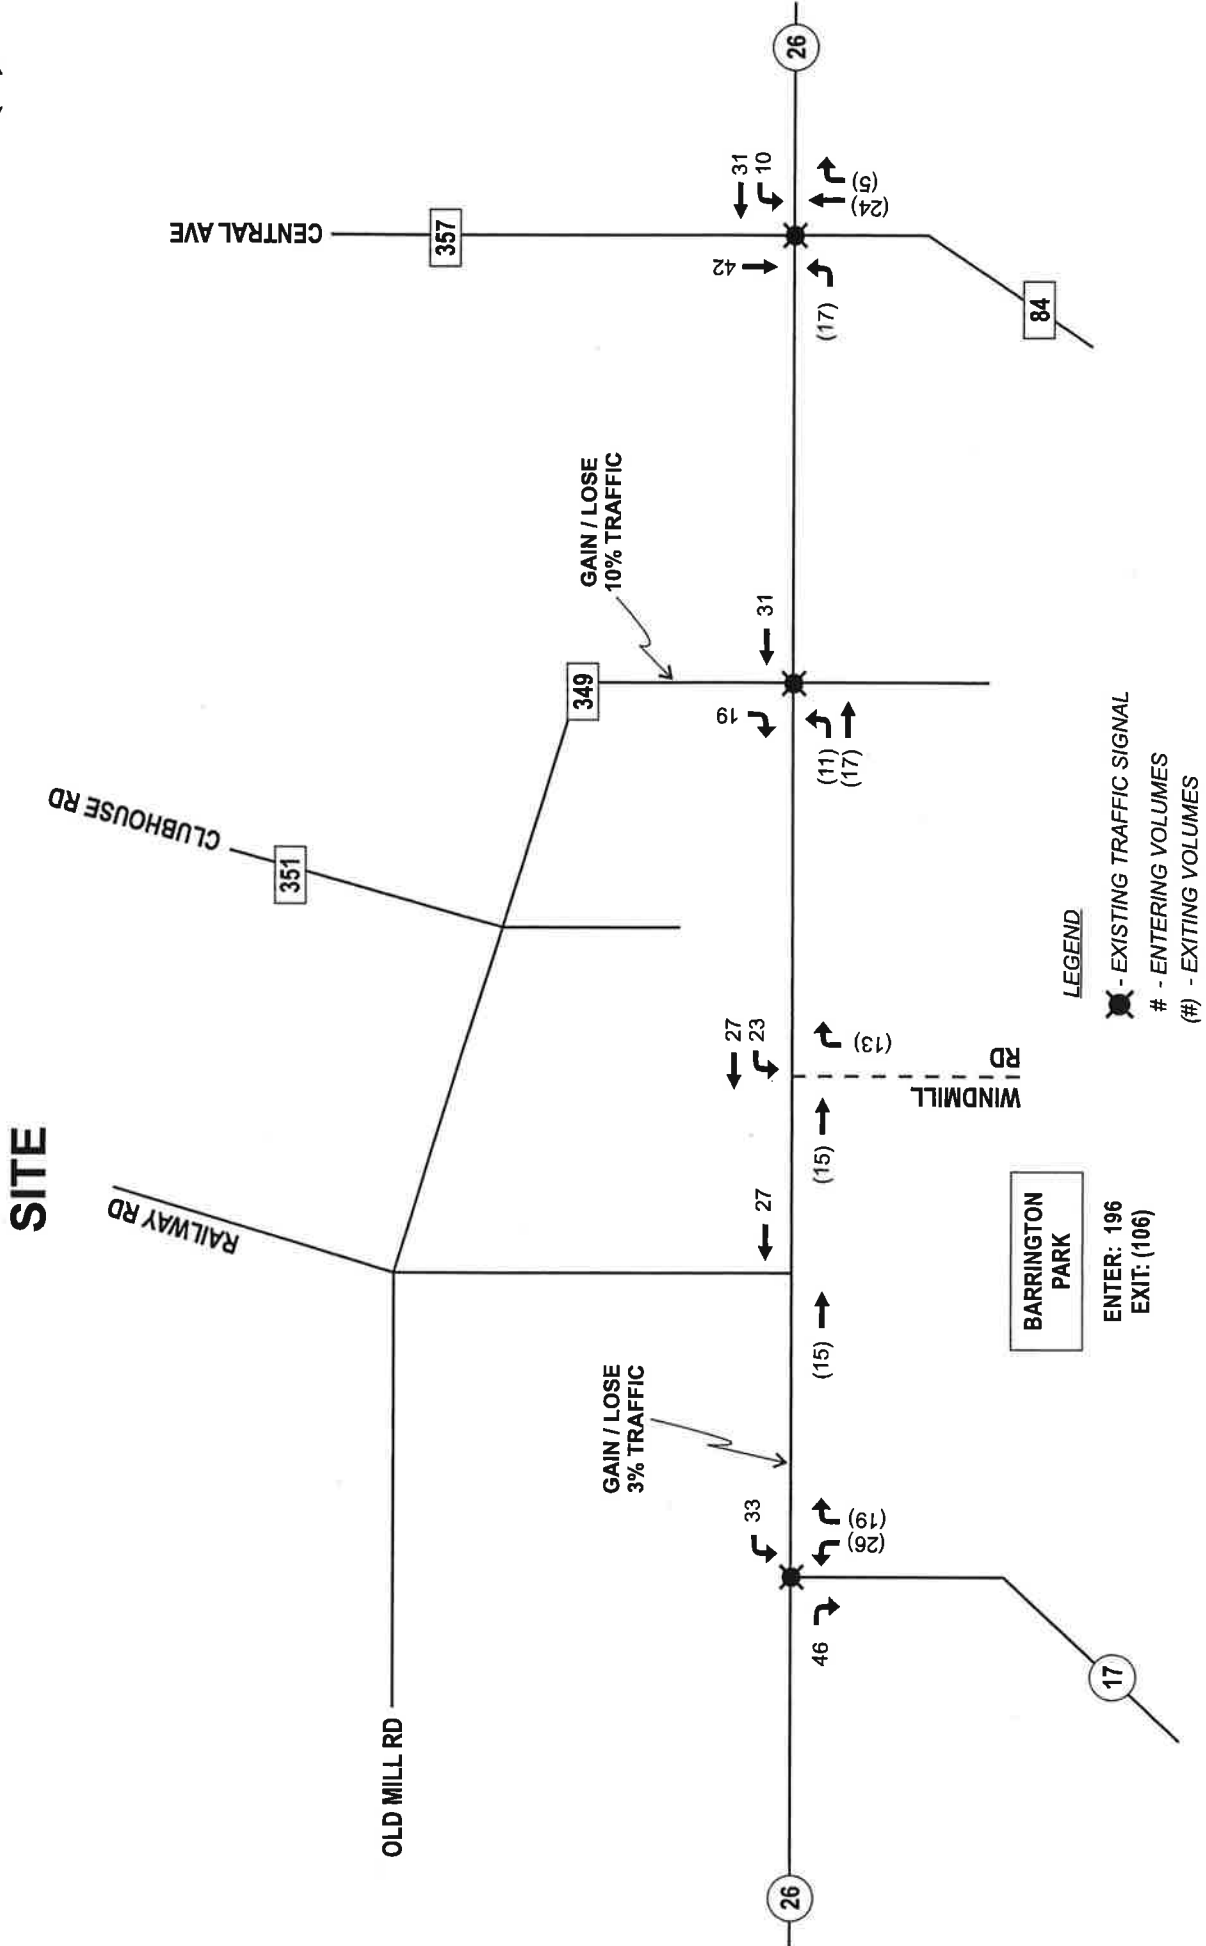 SITE
CENTRAL AVE
357
26
31
10
42
(5)
(24)
(17)
84
GAIN / LOSE
10% TRAFFIC
349
31
19
(11)
(17)
CLUBHOUSE RD
351
RAILWAY RD
27
23
(13)
(15)
WINDMILL
RD
27
(15)
OLD MILL RD
GAIN / LOSE
3% TRAFFIC
33
(19)
(26)
46
17
26
BARRINGTON
PARK
ENTER: 196
EXIT: (106)
LEGEND
- EXISTING TRAFFIC SIGNAL
# - ENTERING VOLUMES
(#) - EXITING VOLUMES